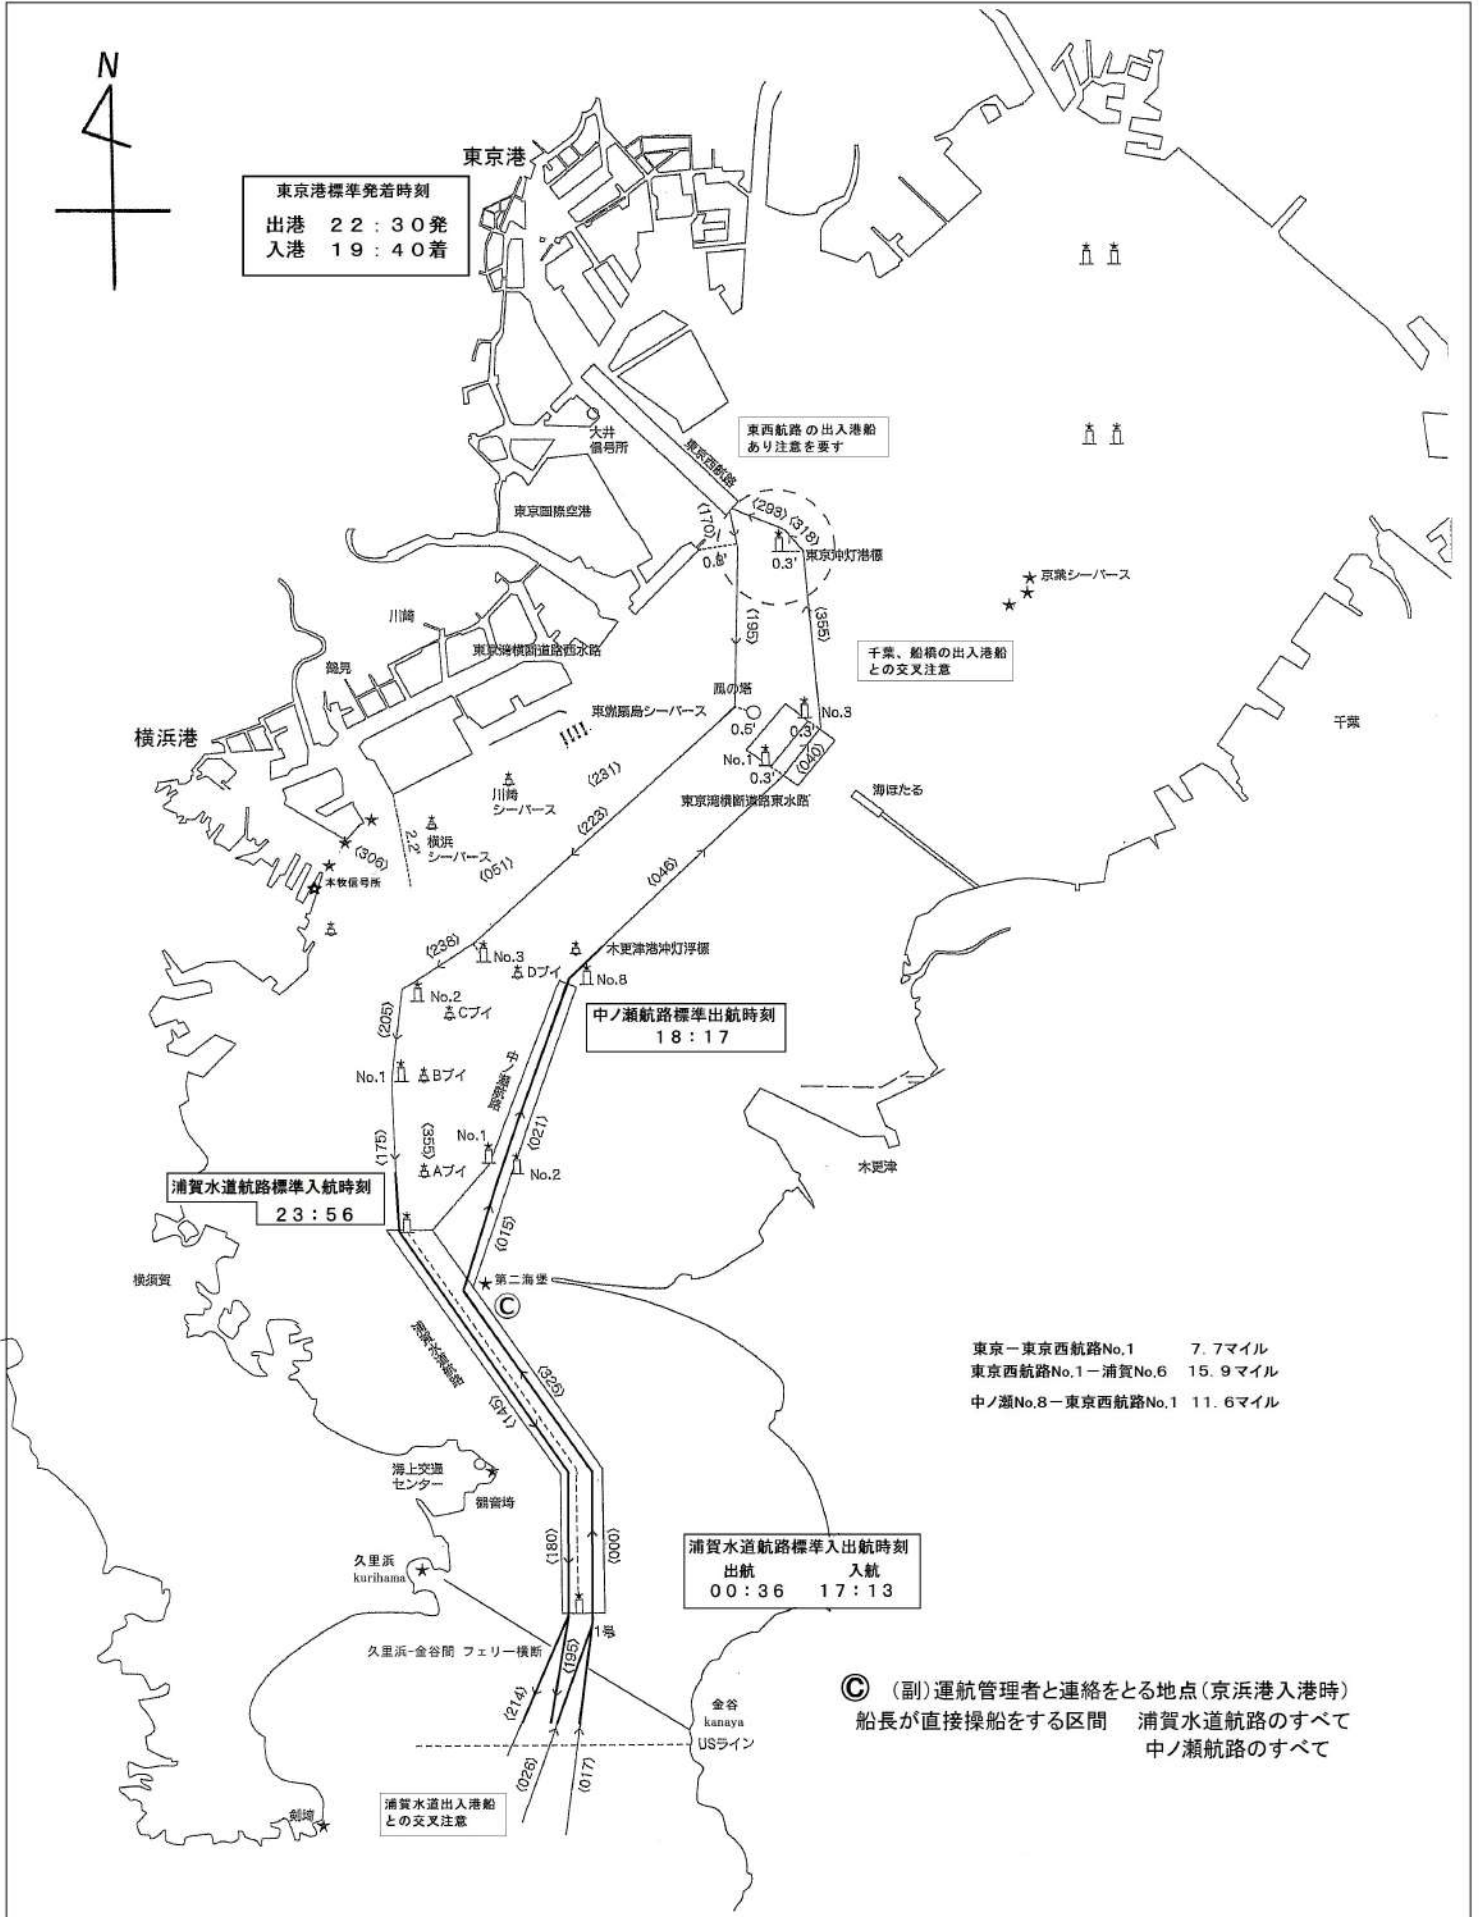 N
東京港
東京港標準発着時刻
出港 22:30発
入港 19:40着
大井
信号所
東京西航路
東西航路の出入港船
あり注意を要す
東京国際空港
〈170〉
〈298〉
〈318〉
0.8'
0.3'
東京沖灯標
京葉シーバース
〈195〉
〈355〉
川崎
東京湾横断道路西水路
千葉、船橋の出入港船
との交叉注意
鶴見
風の塔
東燃扇島シーバース
0.5'
0.3'
No.3
千葉
横浜港
No.1
0.3'
〈040〉
川崎
シーバース
〈231〉
東京湾横断道路東水路
海ほたる
〈223〉
2.2'
横浜
シーバース
〈306〉
〈051〉
〈046〉
本牧信号所
〈238〉
No.3
木更津港沖灯浮標
Dブイ
No.8
No.2
Cブイ
〈205〉
中ノ瀬航路標準出航時刻
18:17
No.1
Bブイ
中ノ瀬航路
〈021〉
〈175〉
〈355〉
No.1
Aブイ
No.2
木更津
浦賀水道航路標準入航時刻
23:56
〈015〉
横須賀
第二海堡
C
浦賀水道航路
〈325〉
〈145〉
東京－東京西航路No.1 7.7マイル
東京西航路No.1－浦賀No.6 15.9マイル
中ノ瀬No.8－東京西航路No.1 11.6マイル
海上交通
センター
観音埼
〈180〉
〈000〉
浦賀水道航路標準入出航時刻
出航 入航
00:36 17:13
久里浜
kurihama
1号
久里浜-金谷間 フェリー横断
〈195〉
〈214〉
金谷
kanaya
USライン
〈026〉
〈017〉
C (副)運航管理者と連絡をとる地点(京浜港入港時)
船長が直接操船をする区間 浦賀水道航路のすべて
中ノ瀬航路のすべて
浦賀水道出入港船
との交叉注意
剣埼